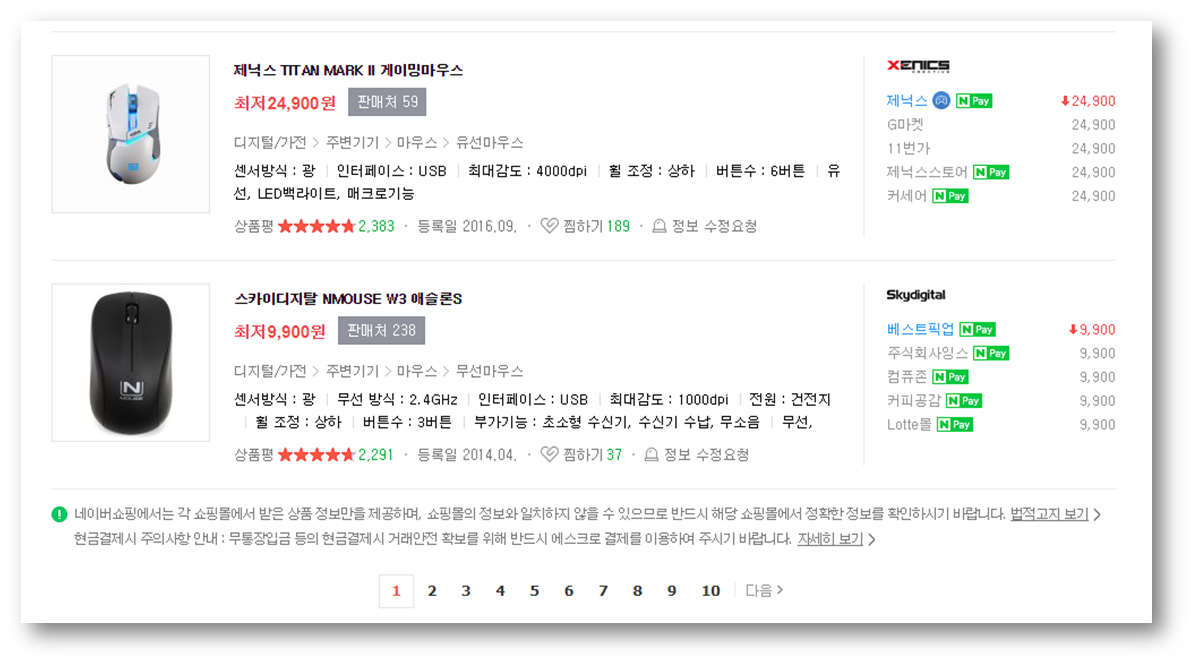 제닉스 TITAN MARK II 게이밍마우스
최저24,900원 판매처 59
디지털/가전 > 주변기기 > 마우스 > 유선마우스
센서방식 : 광 | 인터페이스 : USB | 최대감도 : 4000dpi | 휠 조정 : 상하 | 버튼수 : 6버튼 | 유
선, LED백라이트, 매크로기능
상품평 ★★★★★ 2,383 · 등록일 2016.09. · 찜하기 189 · 정보 수정요청
XENICS
CREATIVE
제닉스 N Pay 24,900
G마켓 24,900
11번가 24,900
제닉스스토어 N Pay 24,900
커세어 N Pay 24,900
스카이디지탈 NMOUSE W3 애슬론S
최저9,900원 판매처 238
디지털/가전 > 주변기기 > 마우스 > 무선마우스
센서방식 : 광 | 무선 방식 : 2.4GHz | 인터페이스 : USB | 최대감도 : 1000dpi | 전원 : 건전지
| 휠 조정 : 상하 | 버튼수 : 3버튼 | 부가기능 : 초소형 수신기, 수신기 수납, 무소음 | 무선,
상품평 ★★★★★ 2,291 · 등록일 2014.04. · 찜하기 37 · 정보 수정요청
N
NMOUSE
Skydigital
베스트픽업 N Pay 9,900
주식회사잉스 N Pay 9,900
컴퓨존 N Pay 9,900
커피공감 N Pay 9,900
Lotte몰 N Pay 9,900
네이버쇼핑에서는 각 쇼핑몰에서 받은 상품 정보만을 제공하며, 쇼핑몰의 정보와 일치하지 않을 수 있으므로 반드시 해당 쇼핑몰에서 정확한 정보를 확인하시기 바랍니다. 법적고지 보기 >
현금결제시 주의사항 안내 : 무통장입금 등의 현금결제시 거래안전 확보를 위해 반드시 에스크로 결제를 이용하여 주시기 바랍니다. 자세히 보기 >
1 2 3 4 5 6 7 8 9 10 다음 >